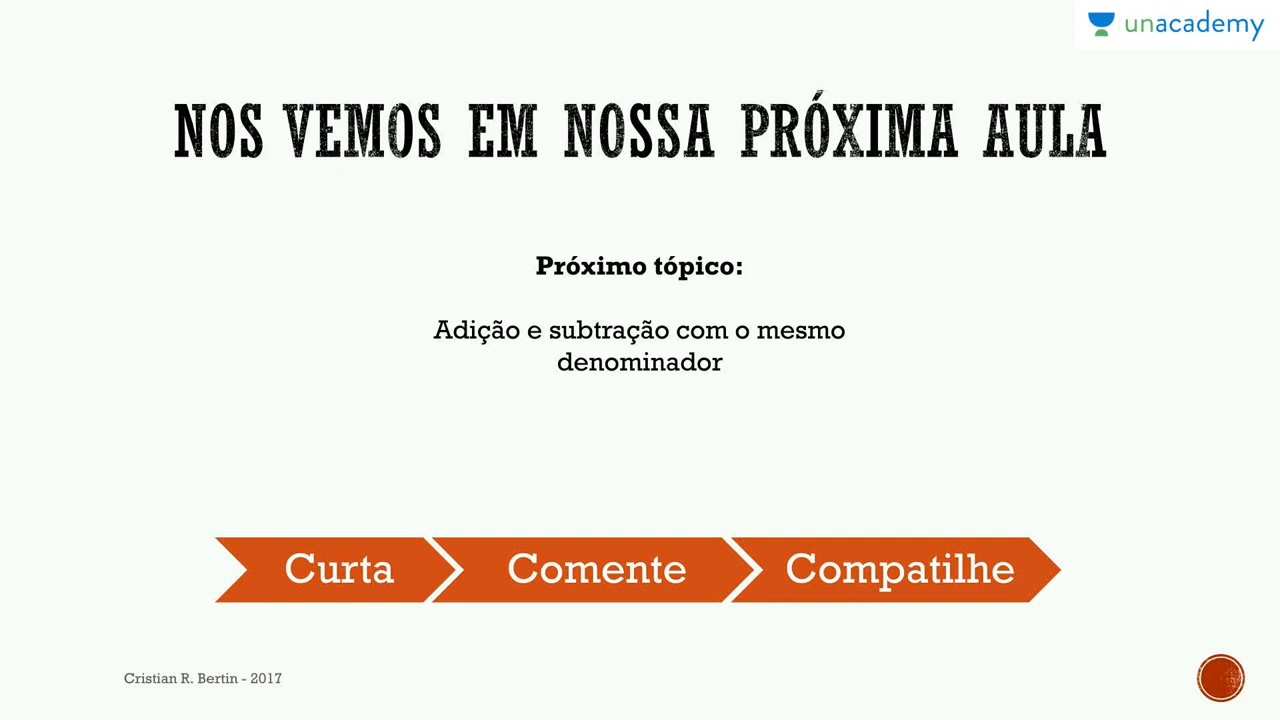 unacademy
NOS VEMOS EM NOSSA PRÓXIMA AULA
Próximo tópico:
Adição e subtração com o mesmo
denominador
Curta
Comente
Compatilhe
Cristian R. Bertin - 2017